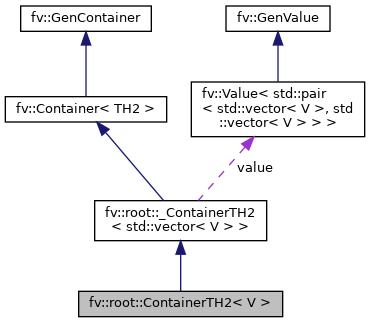 fv::GenContainer
fv::GenValue
fv::Container< TH2 >
fv::Value< std::pair
< std::vector< V >, std
::vector< V > > >
value
fv::root::_ContainerTH2
< std::vector< V > >
fv::root::ContainerTH2< V >